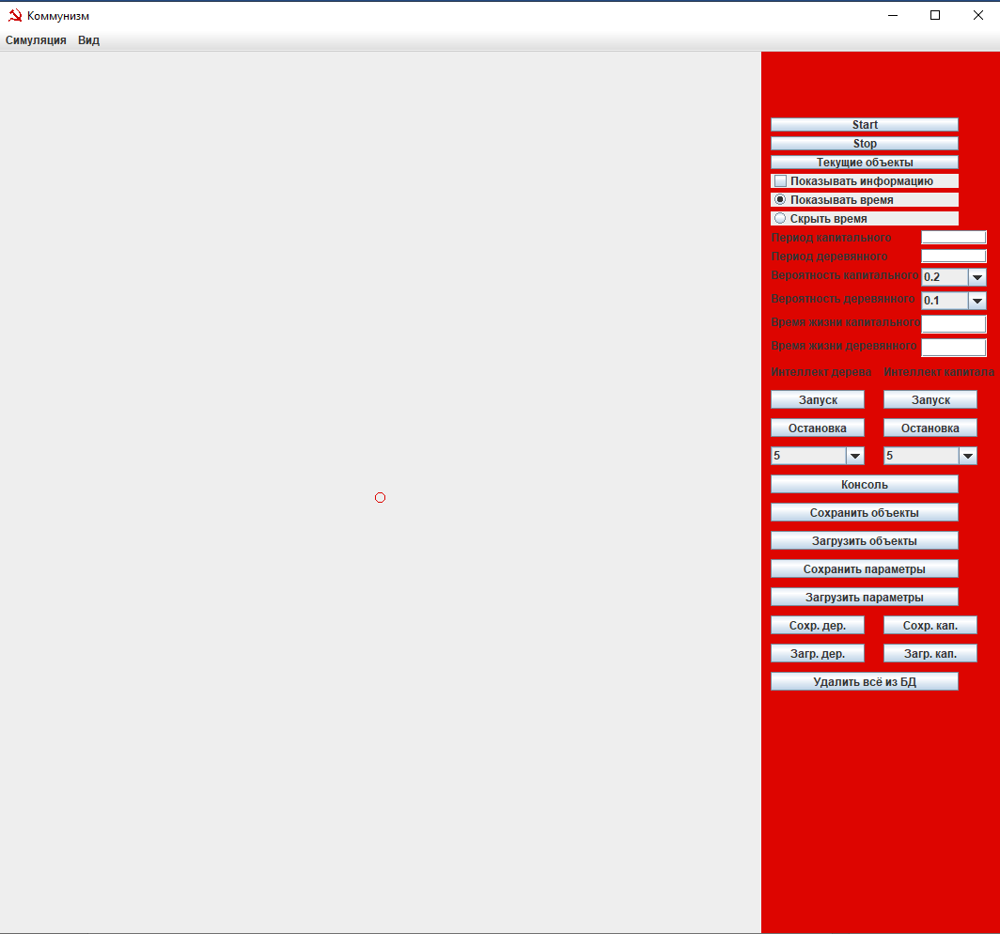 Коммунизм
Симуляция Вид
Start
Stop
Текущие объекты
Показывать информацию
Показывать время
Скрыть время
Период капитального
Период деревянного
Вероятность капитального 0.2
Вероятность деревянного 0.1
Время жизни капитального
Время жизни деревянного
Интеллект дерева Интеллект капитала
Запуск Запуск
Остановка Остановка
5 5
Консоль
Сохранить объекты
Загрузить объекты
Сохранить параметры
Загрузить параметры
Сохр. дер. Сохр. кап.
Загр. дер. Загр. кап.
Удалить всё из БД